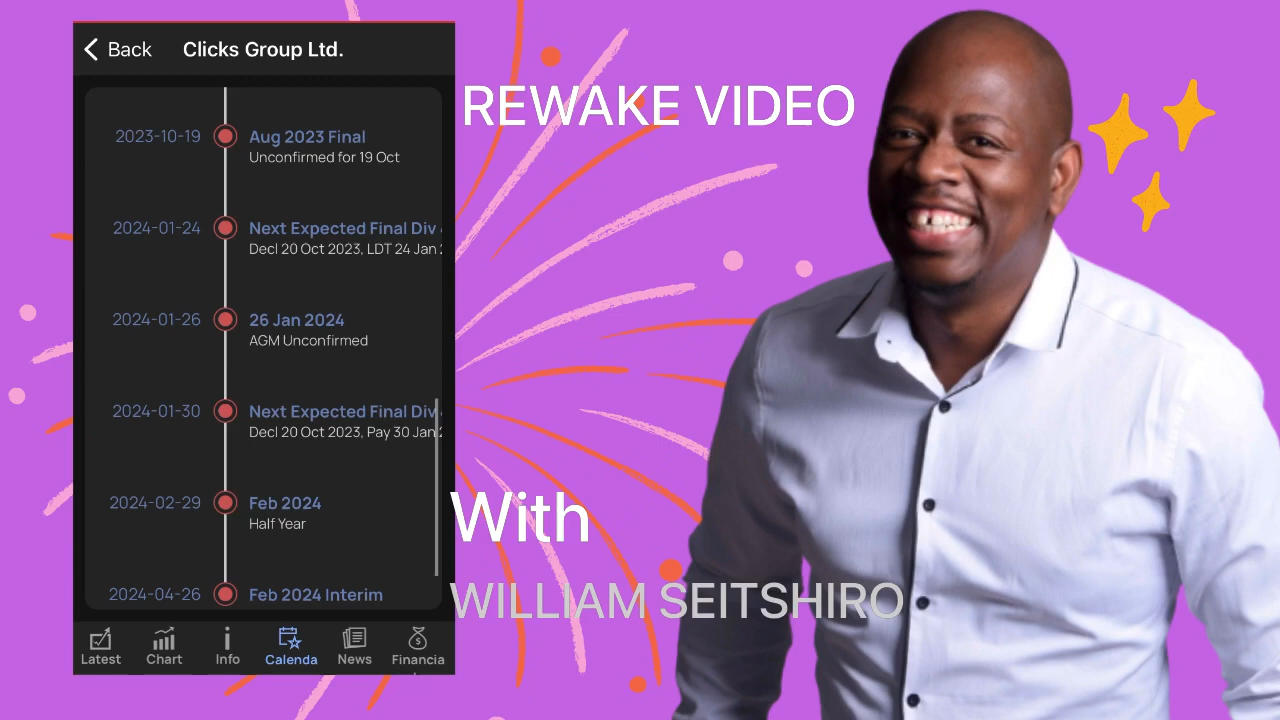 Back Clicks Group Ltd.
2023-10-19 Aug 2023 Final
Unconfirmed for 19 Oct
2024-01-24 Next Expected Final Div
Decl 20 Oct 2023, LDT 24 Jan
2024-01-26 26 Jan 2024
AGM Unconfirmed
2024-01-30 Next Expected Final Div
Decl 20 Oct 2023, Pay 30 Jan
2024-02-29 Feb 2024
Half Year
2024-04-26 Feb 2024 Interim
Latest Chart Info Calenda News Financia
REWAKE VIDEO
With
WILLIAM SEITSHIRO